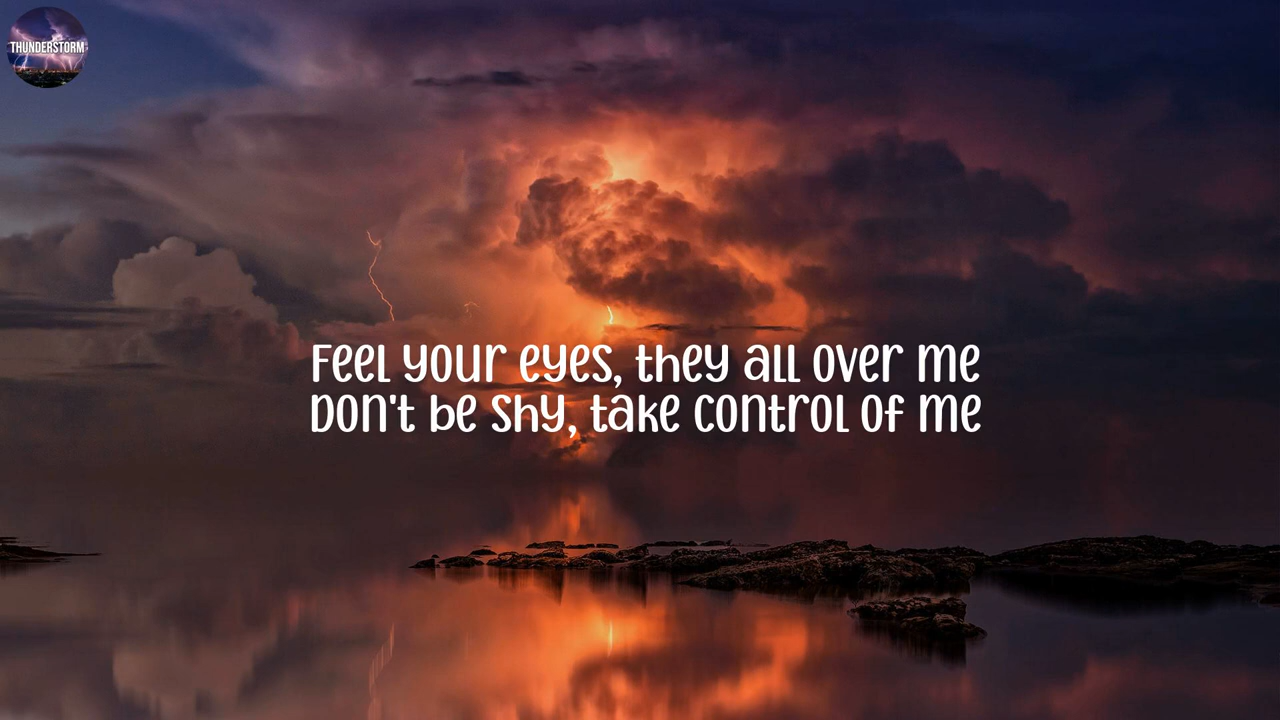 THUNDERSTORM
Feel your eyes, they all over me
Don't be shy, take control of me